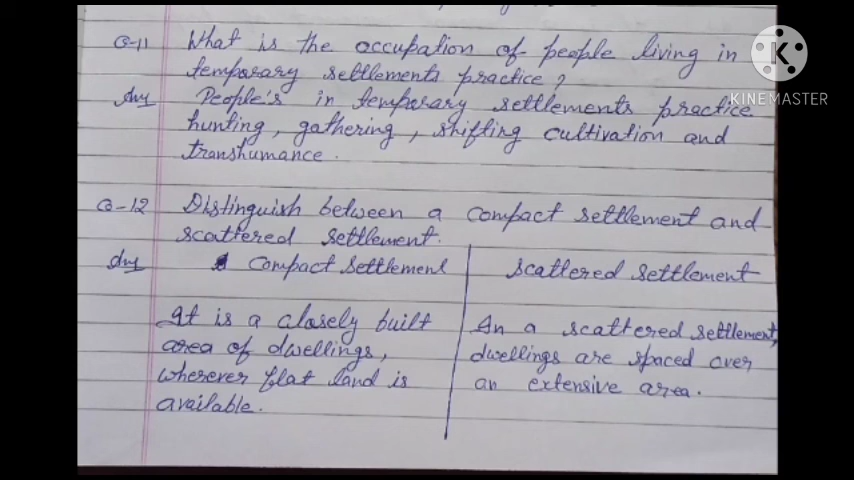 Q-11 What is the occupation of people living in
temporary settlements practice?
Ans People's in temporary settlements practice
hunting, gathering, shifting cultivation and
transhumance.
Q-12 Distinguish between a compact settlement and
scattered settlement.
Ans Compact Settlement
It is a closely built
area of dwellings,
wherever flat land is
available.
Scattered settlement
In a scattered settlement,
dwellings are spaced over
an extensive area.
K
KINEMASTER